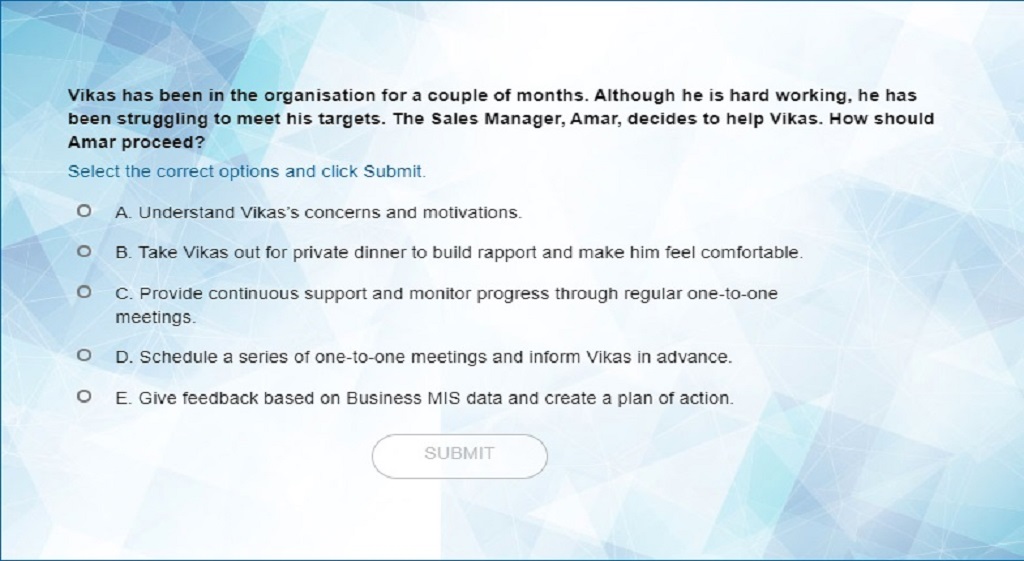 Vikas has been in the organisation for a couple of months. Although he is hard working, he has
been struggling to meet his targets. The Sales Manager, Amar, decides to help Vikas. How should
Amar proceed?
Select the correct options and click Submit.
A. Understand Vikas's concerns and motivations.
B. Take Vikas out for private dinner to build rapport and make him feel comfortable.
C. Provide continuous support and monitor progress through regular one-to-one
meetings.
D. Schedule a series of one-to-one meetings and inform Vikas in advance.
E. Give feedback based on Business MIS data and create a plan of action.
SUBMIT